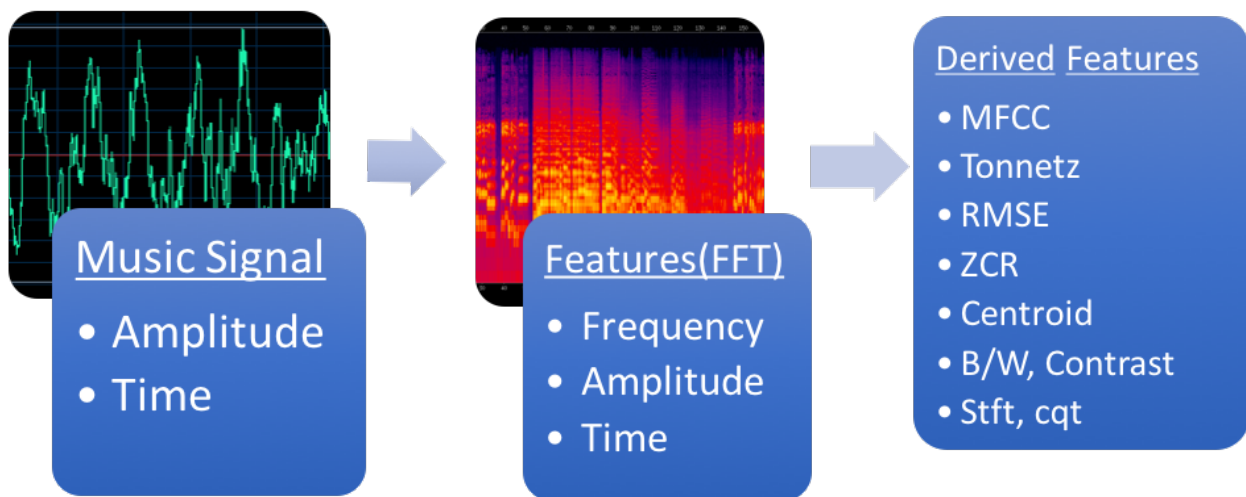 Music Signal
• Amplitude
• Time
Features(FFT)
• Frequency
• Amplitude
• Time
Derived Features
• MFCC
• Tonnetz
• RMSE
• ZCR
• Centroid
• B/W, Contrast
• Stft, cqt